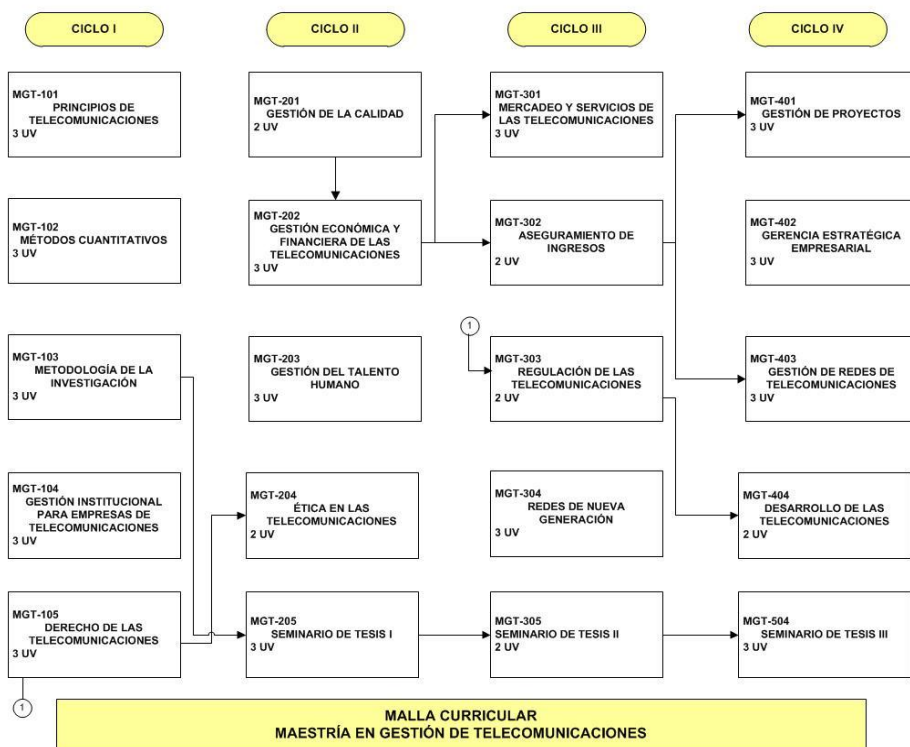 CICLO I
CICLO II
CICLO III
CICLO IV
MGT-101
PRINCIPIOS DE
TELECOMUNICACIONES
3 UV
MGT-201
GESTIÓN DE LA CALIDAD
2 UV
MGT-301
MERCADEO Y SERVICIOS DE
LAS TELECOMUNICACIONES
3 UV
MGT-401
GESTIÓN DE PROYECTOS
3 UV
MGT-102
MÉTODOS CUANTITATIVOS
3 UV
MGT-202
GESTIÓN ECONÓMICA Y
FINANCIERA DE LAS
TELECOMUNICACIONES
3 UV
MGT-302
ASEGURAMIENTO DE
INGRESOS
2 UV
MGT-402
GERENCIA ESTRATÉGICA
EMPRESARIAL
3 UV
MGT-103
METODOLOGÍA DE LA
INVESTIGACIÓN
3 UV
MGT-203
GESTIÓN DEL TALENTO
HUMANO
3 UV
1
MGT-303
REGULACIÓN DE LAS
TELECOMUNICACIONES
2 UV
MGT-403
GESTIÓN DE REDES DE
TELECOMUNICACIONES
3 UV
MGT-104
GESTIÓN INSTITUCIONAL
PARA EMPRESAS DE
TELECOMUNICACIONES
3 UV
MGT-204
ÉTICA EN LAS
TELECOMUNICACIONES
2 UV
MGT-304
REDES DE NUEVA
GENERACIÓN
3 UV
MGT-404
DESARROLLO DE LAS
TELECOMUNICACIONES
2 UV
MGT-105
DERECHO DE LAS
TELECOMUNICACIONES
3 UV
MGT-205
SEMINARIO DE TESIS I
3 UV
MGT-305
SEMINARIO DE TESIS II
2 UV
MGT-504
SEMINARIO DE TESIS III
3 UV
1
MALLA CURRICULAR
MAESTRÍA EN GESTIÓN DE TELECOMUNICACIONES